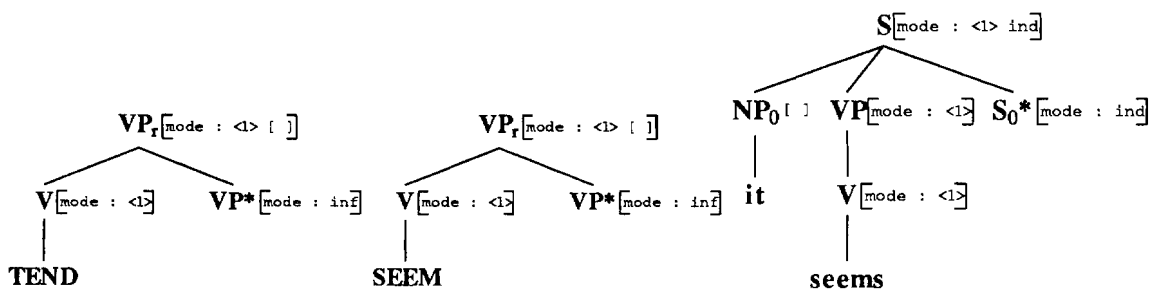 S[mode : <1> ind]
VPr[mode : <1> [ ]
VPr[mode : <1> [ ]
NP0 [ ] VP[mode : <1>] S0*[mode : ind]
V[mode : <1>] VP*[mode : inf]
V[mode : <1>] VP*[mode : inf]
it V[mode : <1>]
TEND SEEM seems